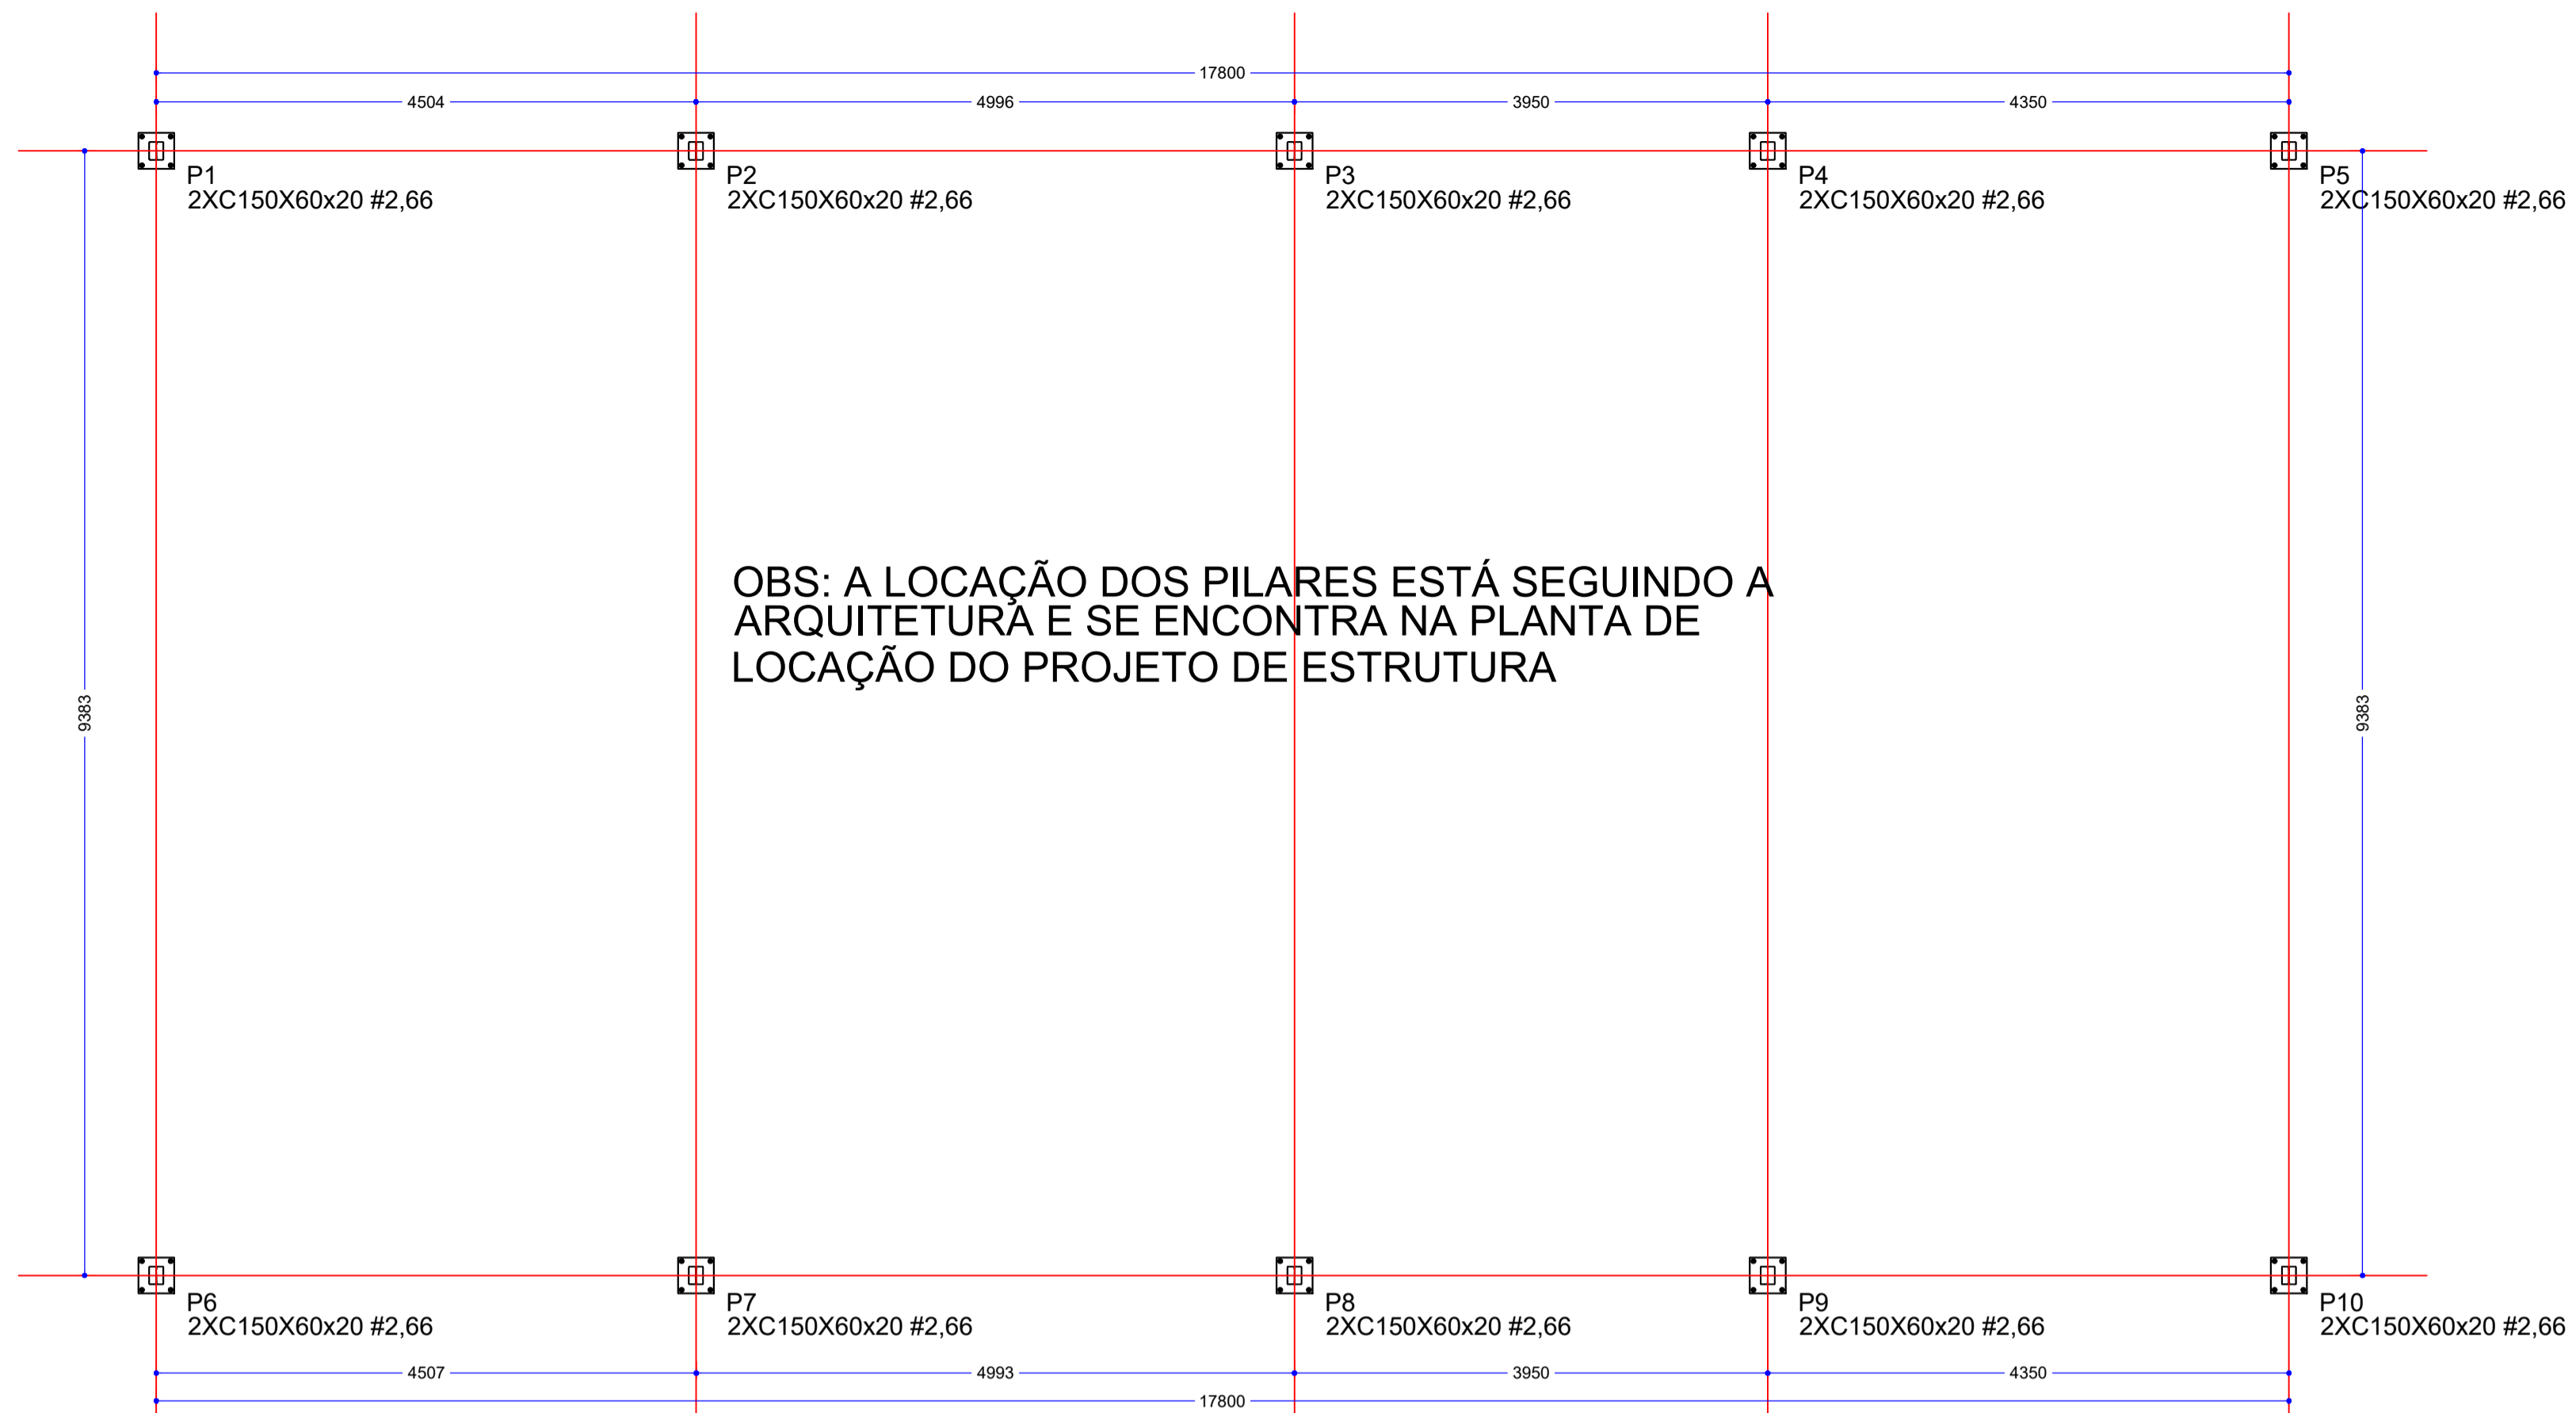 17800
4504 4996 3950 4350
P1
2XC150X60x20 #2,66
P2
2XC150X60x20 #2,66
P3
2XC150X60x20 #2,66
P4
2XC150X60x20 #2,66
P5
2XC150X60x20 #2,66
OBS: A LOCAÇÃO DOS PILARES ESTÁ SEGUINDO A
ARQUITETURA E SE ENCONTRA NA PLANTA DE
LOCAÇÃO DO PROJETO DE ESTRUTURA
9383
9383
P6
2XC150X60x20 #2,66
P7
2XC150X60x20 #2,66
P8
2XC150X60x20 #2,66
P9
2XC150X60x20 #2,66
P10
2XC150X60x20 #2,66
4507 4993 3950 4350
17800